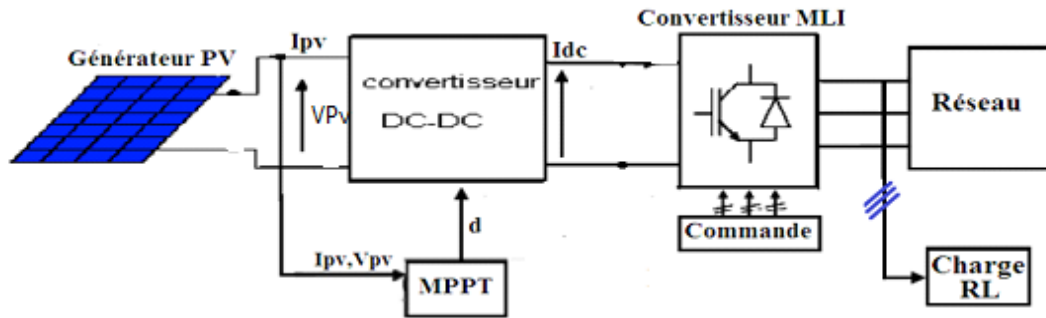 Convertisseur MLI
Générateur PV
Ipv
Idc
convertisseur
DC-DC
VPv
Réseau
d
Commande
Ipv,Vpv
MPPT
Charge
RL